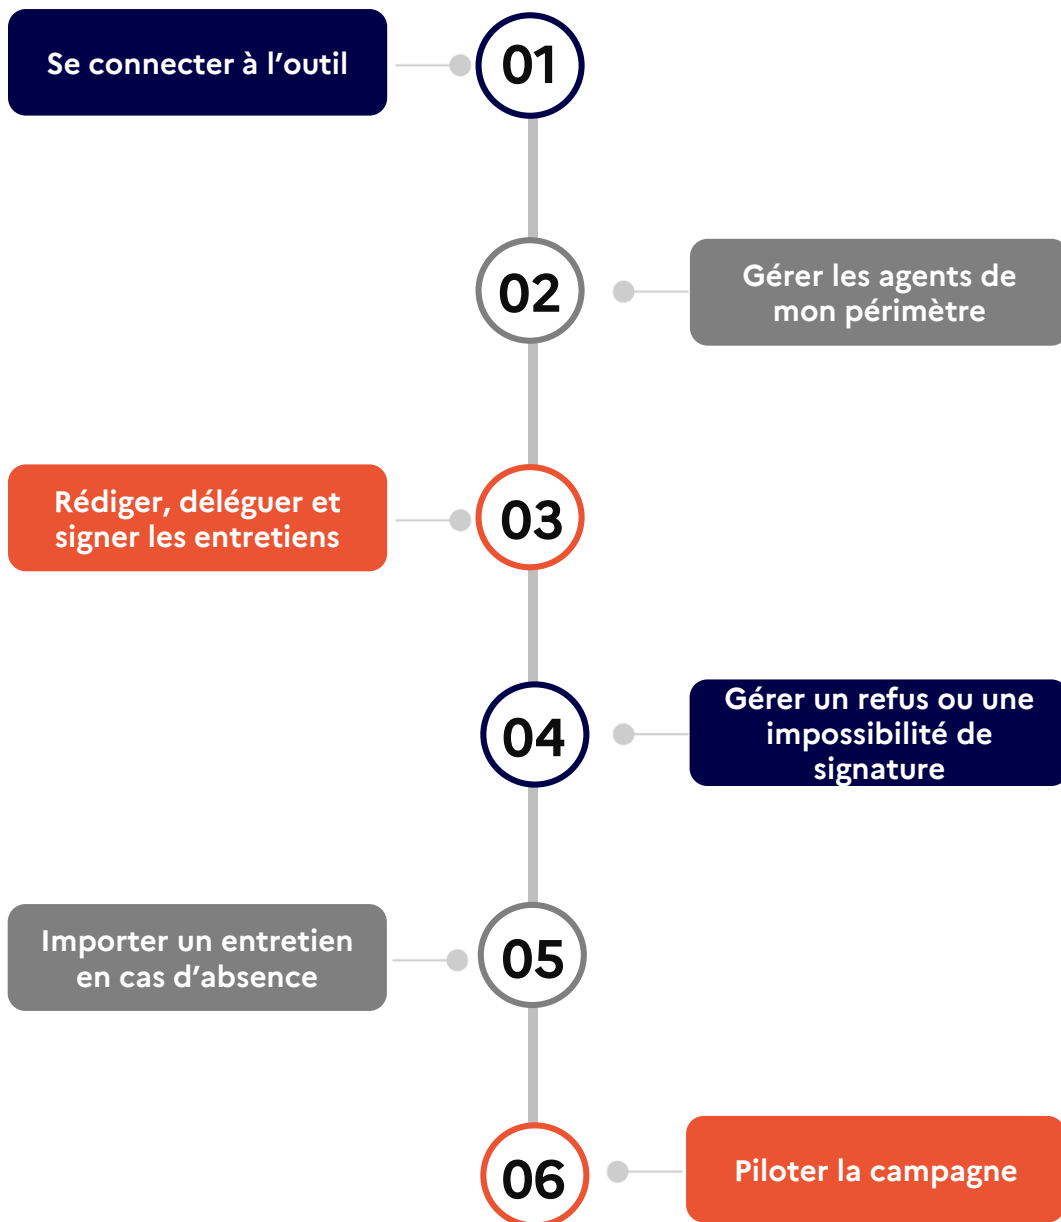 Se connecter à l’outil
01
02
Gérer les agents de
mon périmètre
Rédiger, déléguer et
signer les entretiens
03
04
Gérer un refus ou une
impossibilité de
signature
Importer un entretien
en cas d’absence
05
06
Piloter la campagne